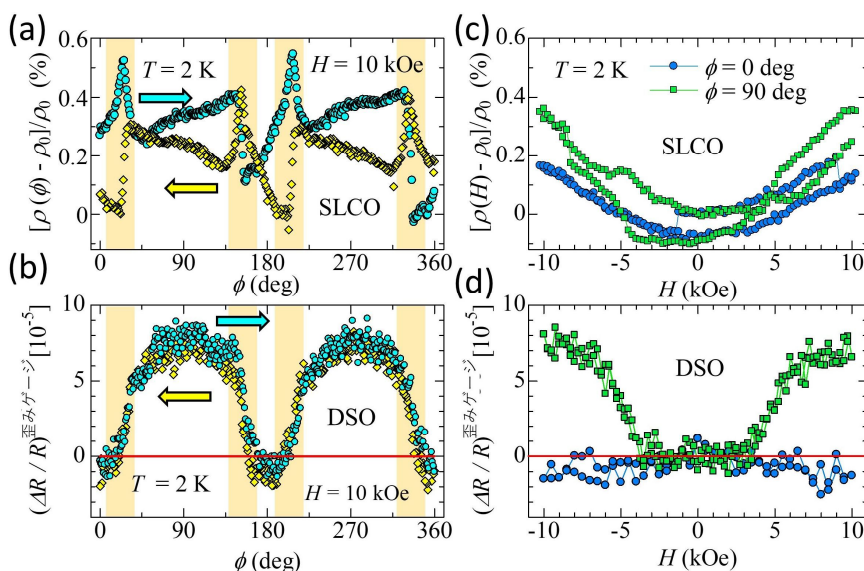 (a)
0.6
0.4
0.2
0
[ρ(ϕ) - ρ0]/ρ0 (%)
T = 2 K
H = 10 kOe
SLCO
0
90
180
270
360
ϕ (deg)
(c)
0.6
0.4
0.2
0
[ρ(H) - ρ0]/ρ0 (%)
T = 2 K
ϕ = 0 deg
ϕ = 90 deg
SLCO
-10
-5
0
5
10
H (kOe)
(b)
10
5
0
(ΔR / R)歪みゲージ[10-5]
DSO
T = 2 K
H = 10 kOe
0
90
180
270
360
ϕ (deg)
(d)
10
5
0
(ΔR / R)歪みゲージ[10-5]
DSO
-10
-5
0
5
10
H (kOe)